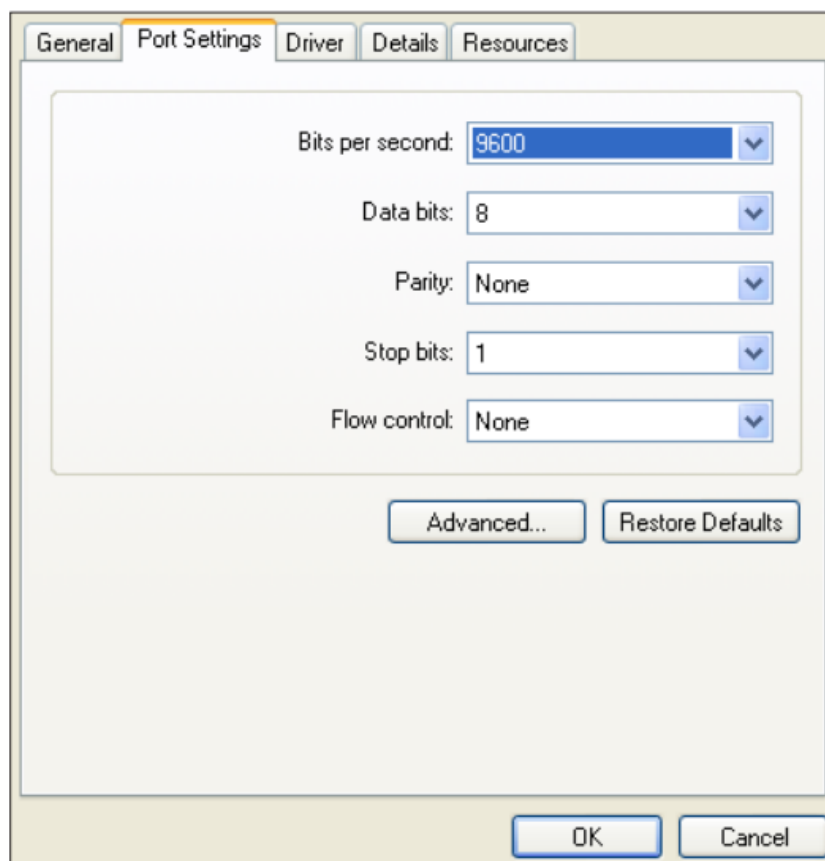 General Port Settings Driver Details Resources
Bits per second: 9600
Data bits: 8
Parity: None
Stop bits: 1
Flow control: None
Advanced... Restore Defaults
OK Cancel